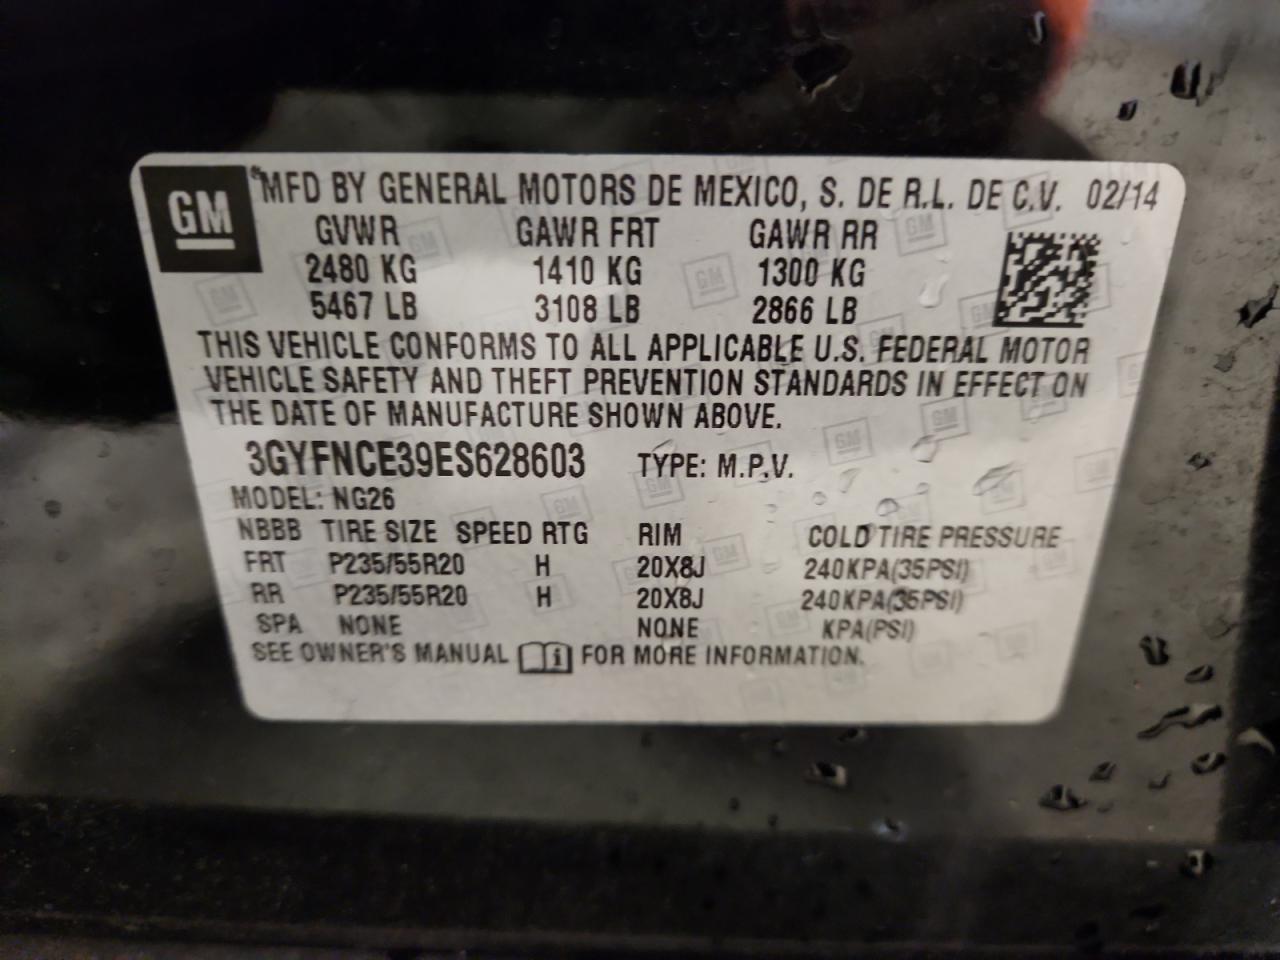 GM
®MFD BY GENERAL MOTORS DE MEXICO, S. DE R.L. DE C.V. 02/14
GVWR GAWR FRT GAWR RR
2480 KG 1410 KG 1300 KG
5467 LB 3108 LB 2866 LB
THIS VEHICLE CONFORMS TO ALL APPLICABLE U.S. FEDERAL MOTOR
VEHICLE SAFETY AND THEFT PREVENTION STANDARDS IN EFFECT ON
THE DATE OF MANUFACTURE SHOWN ABOVE.
3GYFNCE39ES628603 TYPE: M.P.V.
MODEL: NG26
NBBB TIRE SIZE SPEED RTG RIM COLD TIRE PRESSURE
FRT P235/55R20 H 20X8J 240KPA(35PSI)
RR P235/55R20 H 20X8J 240KPA(35PSI)
SPA NONE NONE KPA(PSI)
SEE OWNER'S MANUAL i FOR MORE INFORMATION.